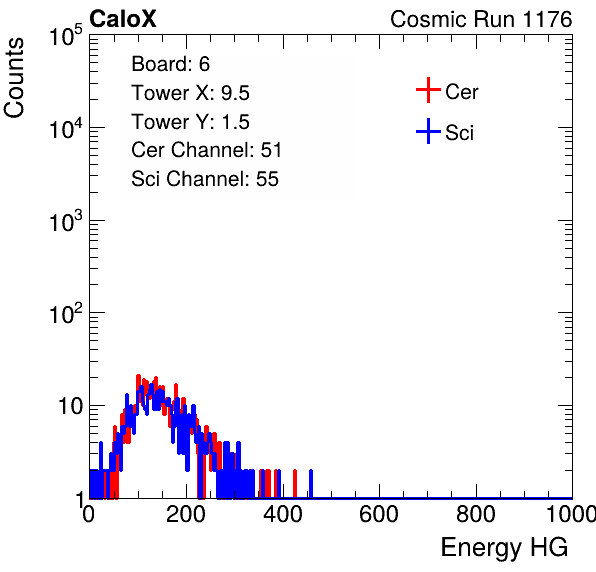 CaloX
Cosmic Run 1176
Counts
10^5
10^4
10^3
10^2
10
1
Board: 6
Tower X: 9.5
Tower Y: 1.5
Cer Channel: 51
Sci Channel: 55
Cer
Sci
0 200 400 600 800 1000
Energy HG